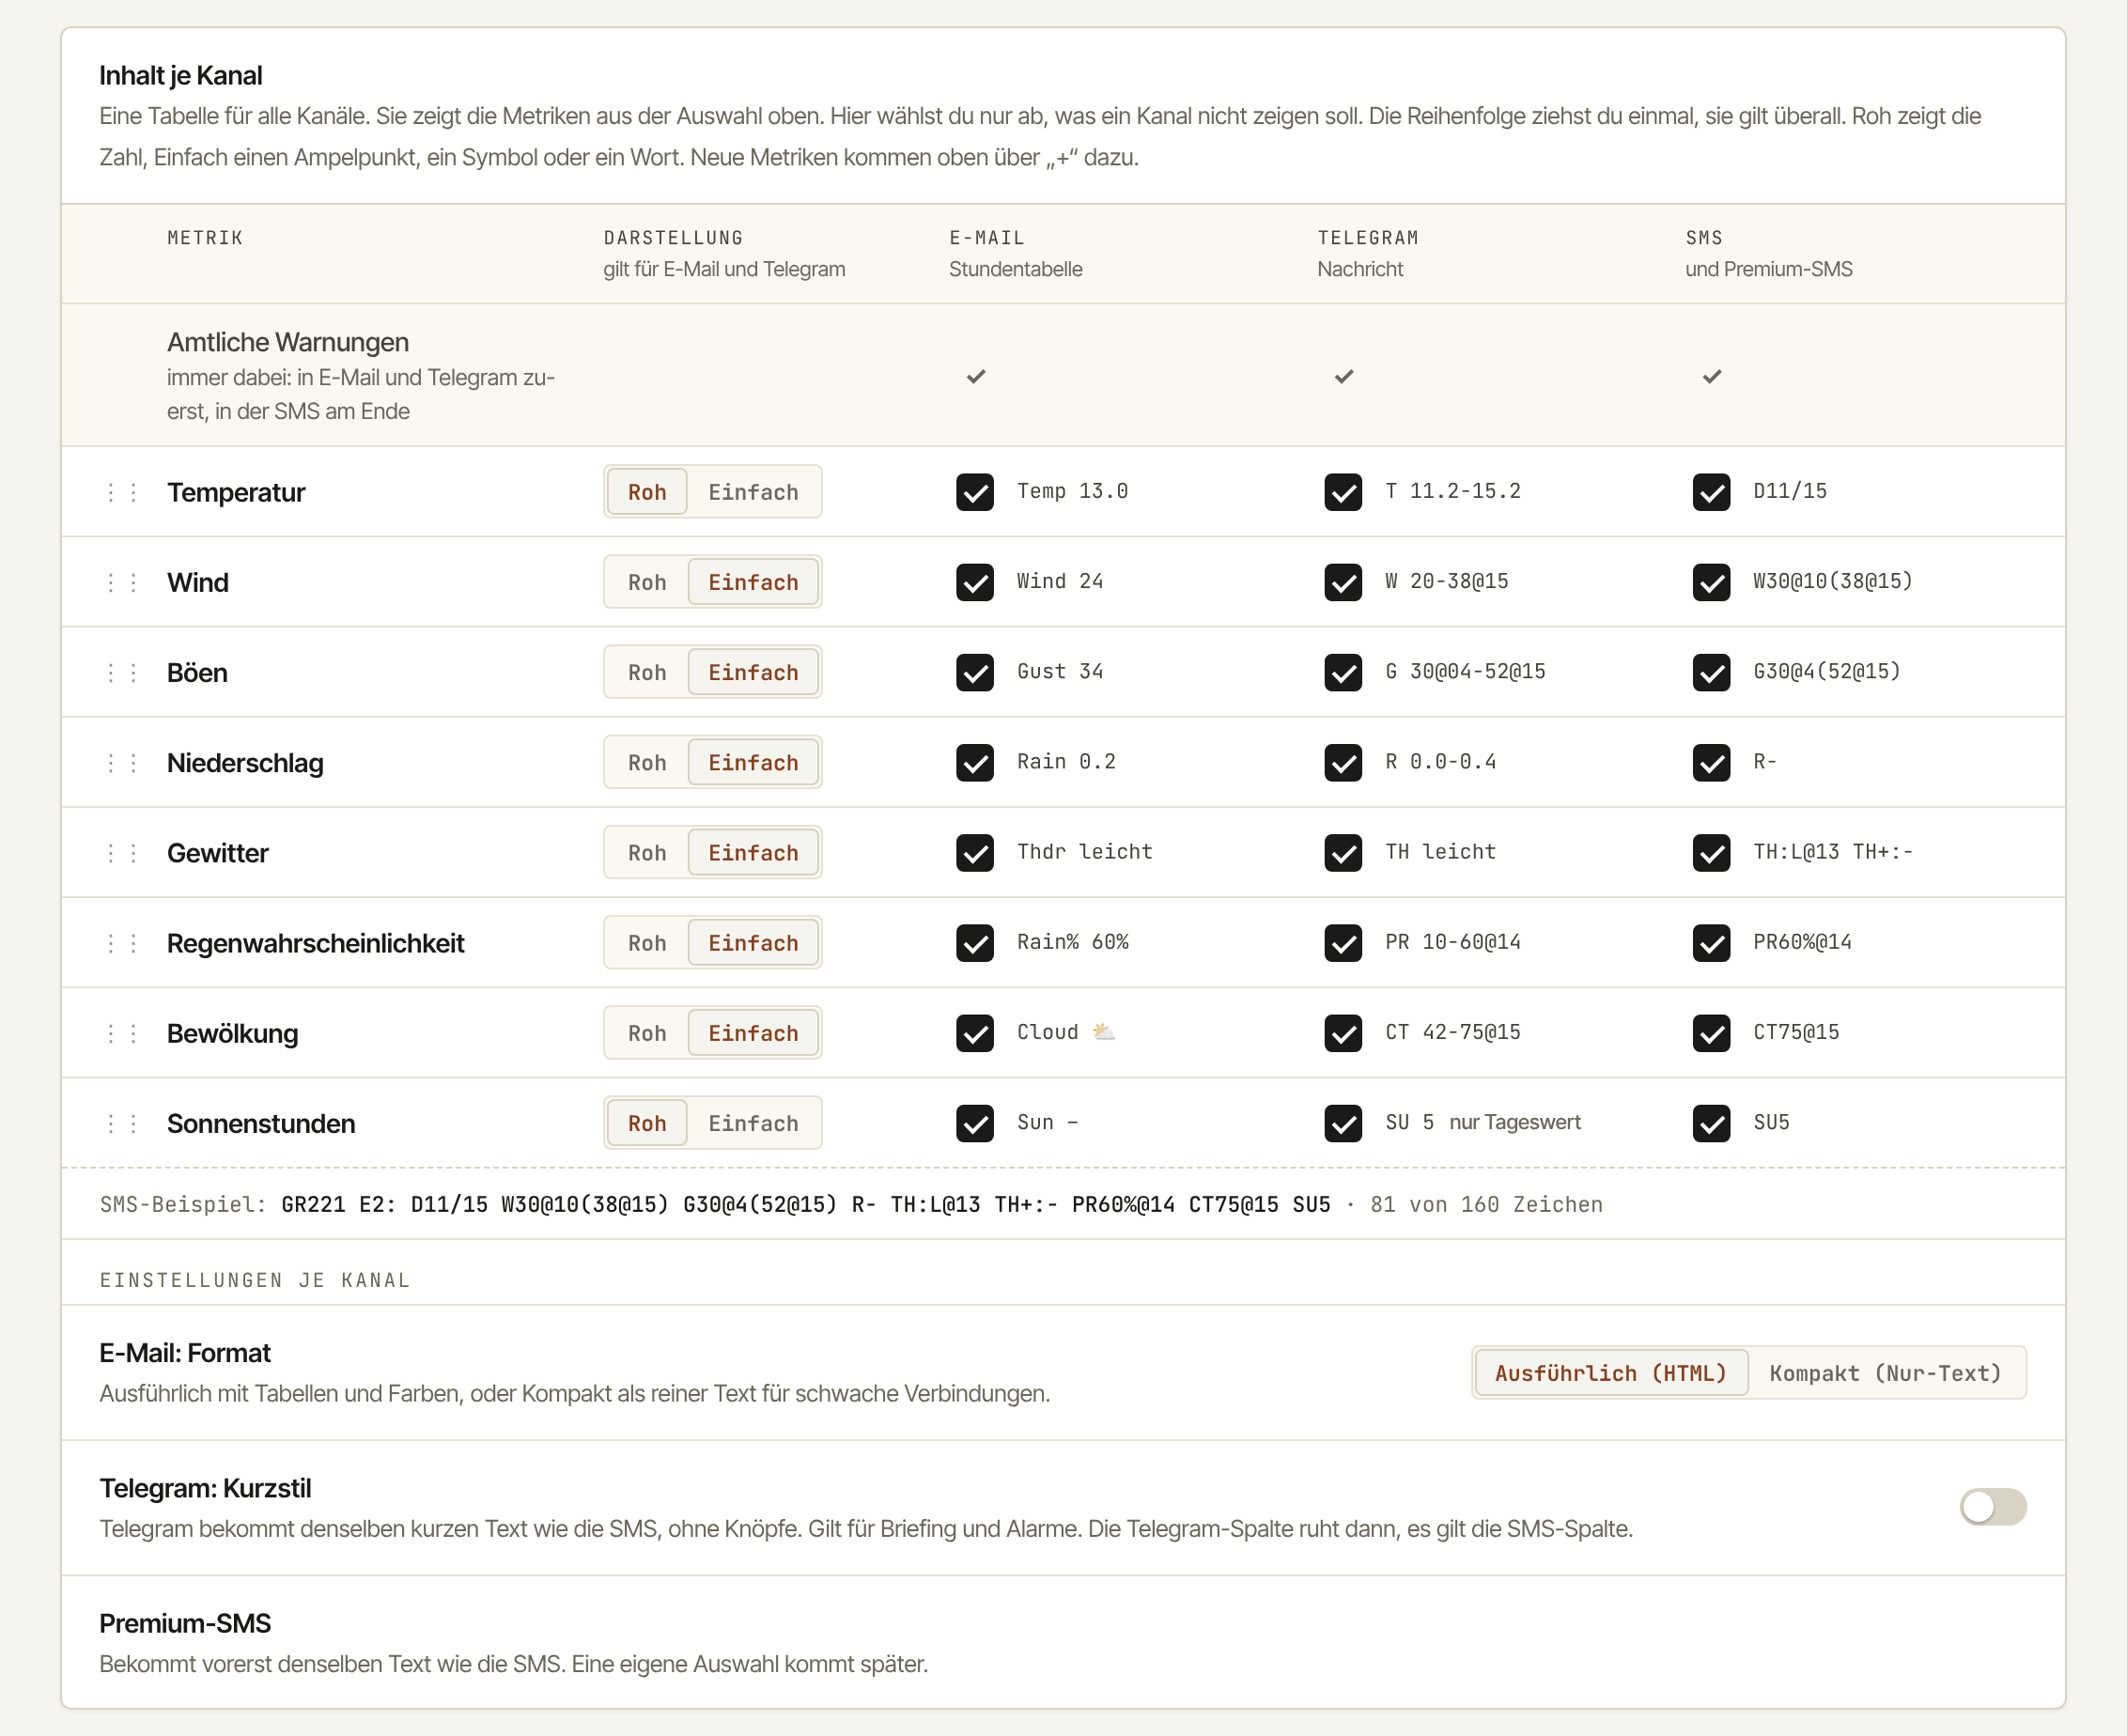 Inhalt je Kanal
Eine Tabelle für alle Kanäle. Sie zeigt die Metriken aus der Auswahl oben. Hier wählst du nur ab, was ein Kanal nicht zeigen soll. Die Reihenfolge ziehst du einmal, sie gilt überall. Roh zeigt die
Zahl, Einfach einen Ampelpunkt, ein Symbol oder ein Wort. Neue Metriken kommen oben über „+“ dazu.
METRIK DARSTELLUNG E-MAIL TELEGRAM SMS
gilt für E-Mail und Telegram Stundentabelle Nachricht und Premium-SMS
Amtliche Warnungen
immer dabei: in E-Mail und Telegram zu-
erst, in der SMS am Ende
Temperatur Roh Einfach Temp 13.0 T 11.2-15.2 D11/15
Wind Roh Einfach Wind 24 W 20-38@15 W30@10(38@15)
Böen Roh Einfach Gust 34 G 30@04-52@15 G30@4(52@15)
Niederschlag Roh Einfach Rain 0.2 R 0.0-0.4 R-
Gewitter Roh Einfach Thdr leicht TH leicht TH:L@13 TH+:-
Regenwahrscheinlichkeit Roh Einfach Rain% 60% PR 10-60@14 PR60%@14
Bewölkung Roh Einfach Cloud ⛅ CT 42-75@15 CT75@15
Sonnenstunden Roh Einfach Sun – SU 5 nur Tageswert SU5
SMS-Beispiel: GR221 E2: D11/15 W30@10(38@15) G30@4(52@15) R- TH:L@13 TH+:- PR60%@14 CT75@15 SU5 · 81 von 160 Zeichen
EINSTELLUNGEN JE KANAL
E-Mail: Format
Ausführlich mit Tabellen und Farben, oder Kompakt als reiner Text für schwache Verbindungen.
Ausführlich (HTML) Kompakt (Nur-Text)
Telegram: Kurzstil
Telegram bekommt denselben kurzen Text wie die SMS, ohne Knöpfe. Gilt für Briefing und Alarme. Die Telegram-Spalte ruht dann, es gilt die SMS-Spalte.
Premium-SMS
Bekommt vorerst denselben Text wie die SMS. Eine eigene Auswahl kommt später.